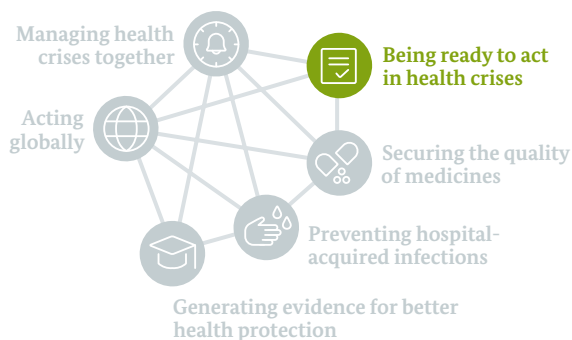 Managing health
crises together
Being ready to act
in health crises
Acting
globally
Securing the quality
of medicines
Preventing hospital-
acquired infections
Generating evidence for better
health protection